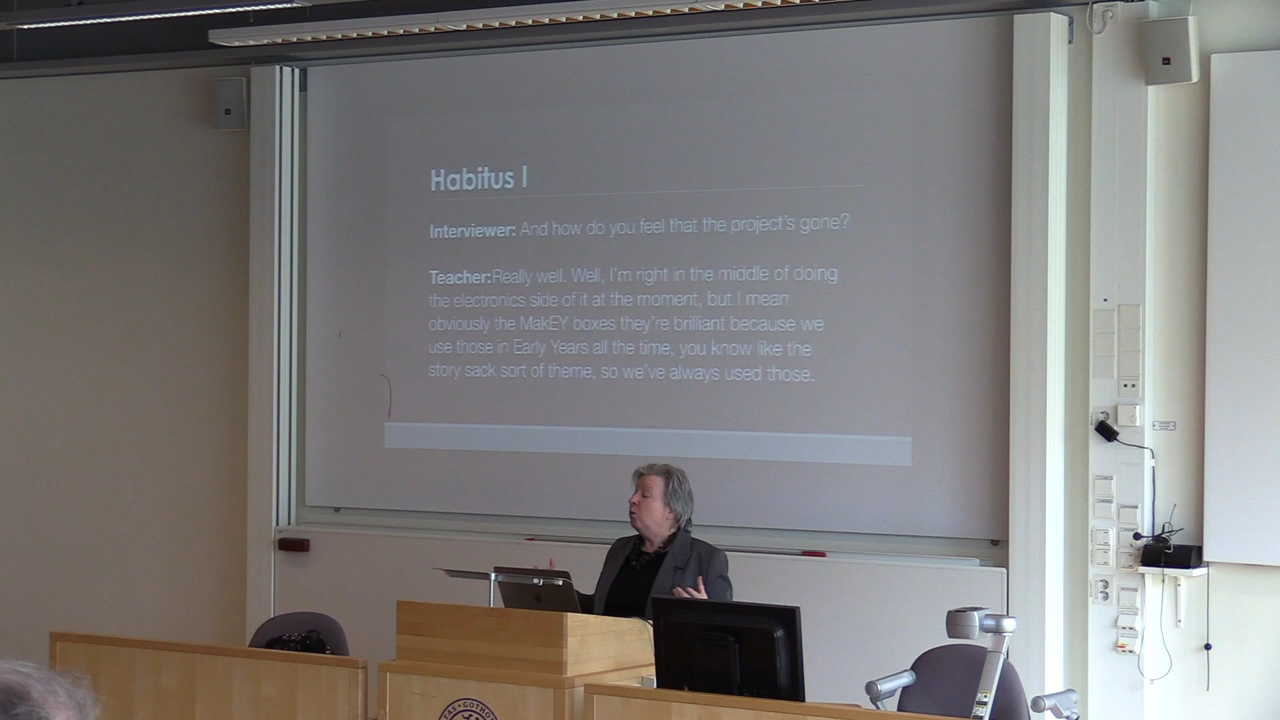 Habitus I
Interviewer: And how do you feel that the project's gone?
Teacher:Really well. Well, I'm right in the middle of doing
the electronics side of it at the moment, but I mean
obviously the MakEY boxes they're brilliant because we
use those in Early Years all the time, you know like the
story sack sort of theme, so we've always used those.